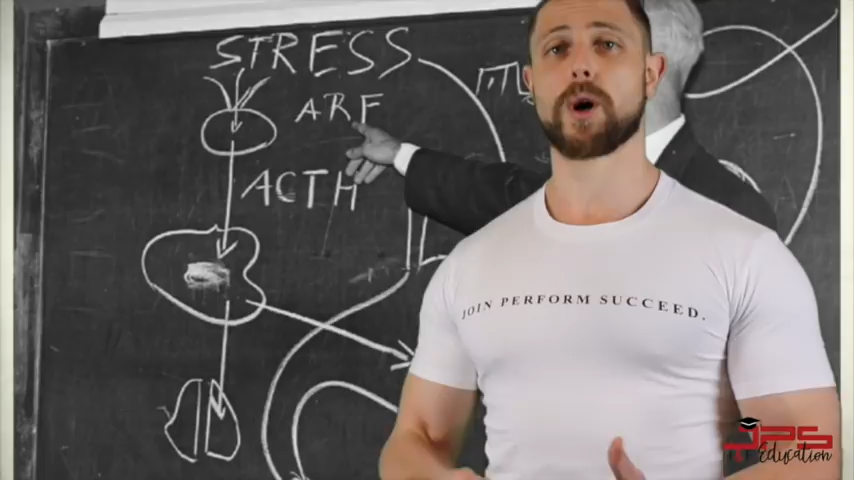 STRESS
ARF
ACTH
JOIN PERFORM SUCCEED.
JPS
Education